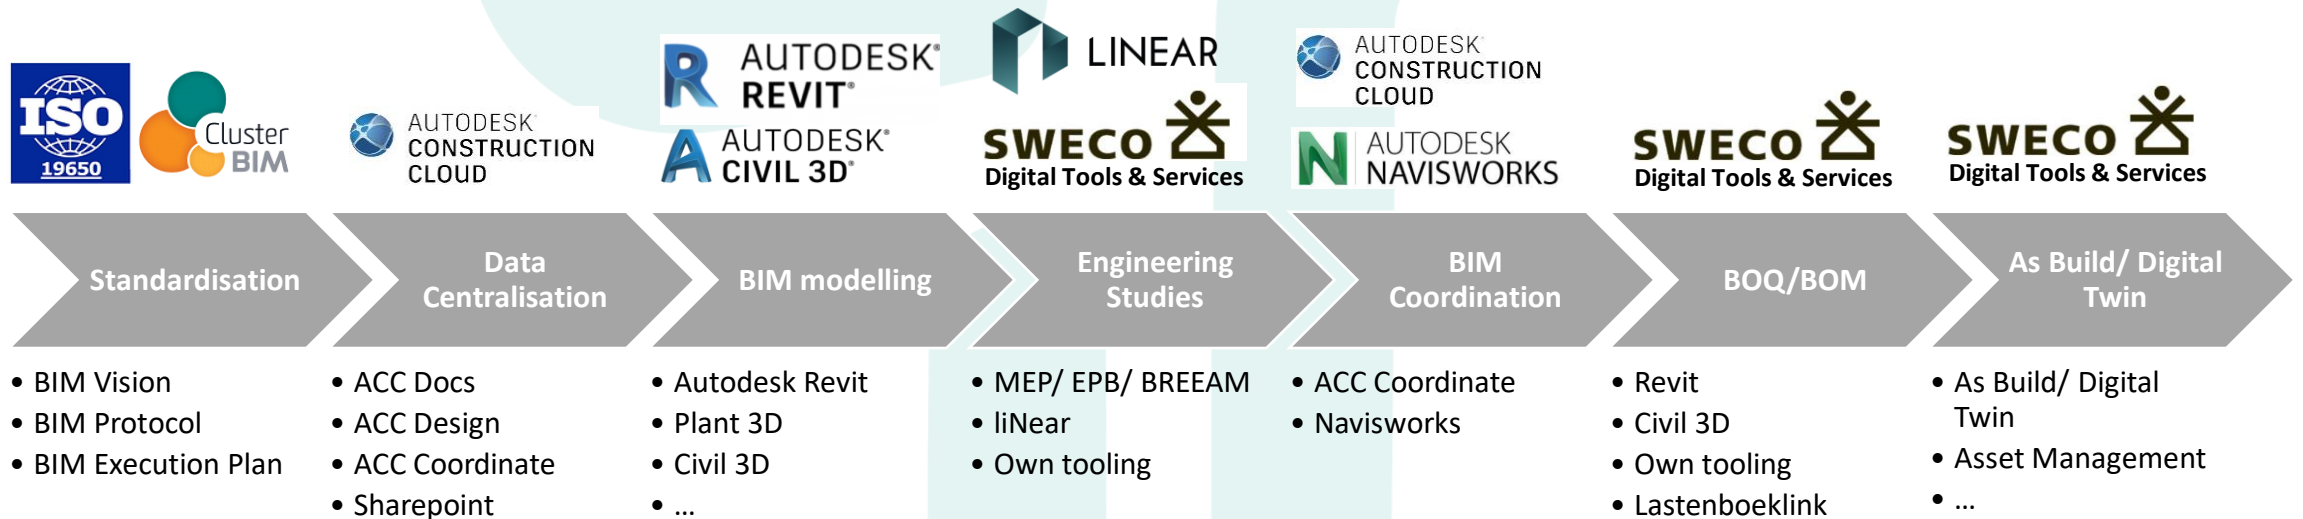 ISO
19650
Cluster
BIM
AUTODESK
CONSTRUCTION
CLOUD
AUTODESK®
REVIT®
AUTODESK®
CIVIL 3D®
LINEAR
SWECO
Digital Tools & Services
AUTODESK
CONSTRUCTION
CLOUD
AUTODESK
NAVISWORKS
SWECO
Digital Tools & Services
SWECO
Digital Tools & Services
Standardisation
Data
Centralisation
BIM modelling
Engineering
Studies
BIM
Coordination
BOQ/BOM
As Build/ Digital
Twin
• BIM Vision
• BIM Protocol
• BIM Execution Plan
• ACC Docs
• ACC Design
• ACC Coordinate
• Sharepoint
• Autodesk Revit
• Plant 3D
• Civil 3D
• ...
• MEP/ EPB/ BREEAM
• liNear
• Own tooling
• ACC Coordinate
• Navisworks
• Revit
• Civil 3D
• Own tooling
• Lastenboeklink
• As Build/ Digital
Twin
• Asset Management
• ...